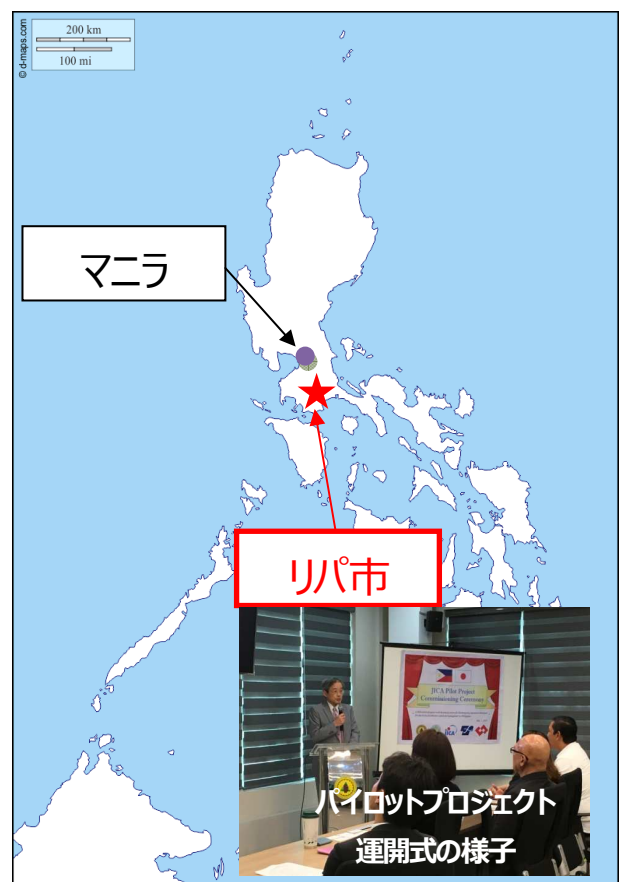 200 km
100 mi
© d-maps.com
マニラ
リパ市
JICA Pilot Project
Commissioning Ceremony
jica
パイロットプロジェクト
運開式の様子